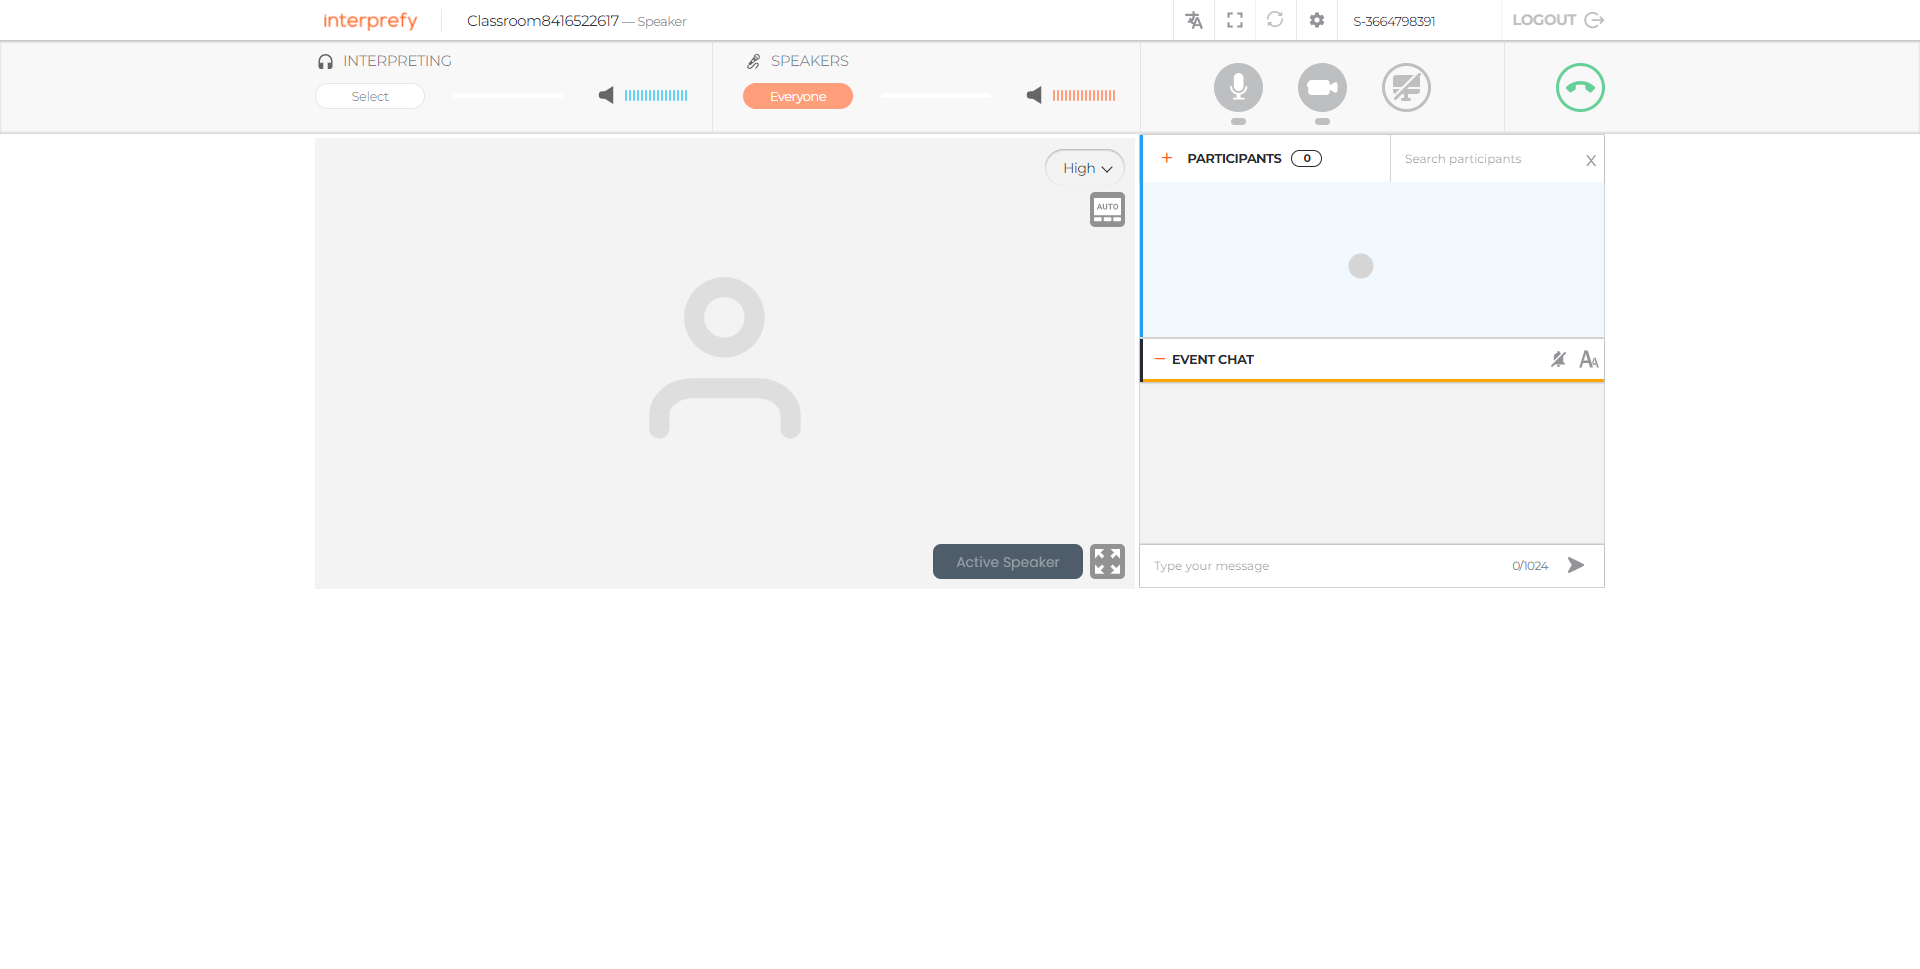 interprefy
Classroom8416522617 — Speaker
S-3664798391
LOGOUT
INTERPRETING
Select
SPEAKERS
Everyone
High
AUTO
Active Speaker
+ PARTICIPANTS 0
Search participants
X
− EVENT CHAT
AA
Type your message
0/1024